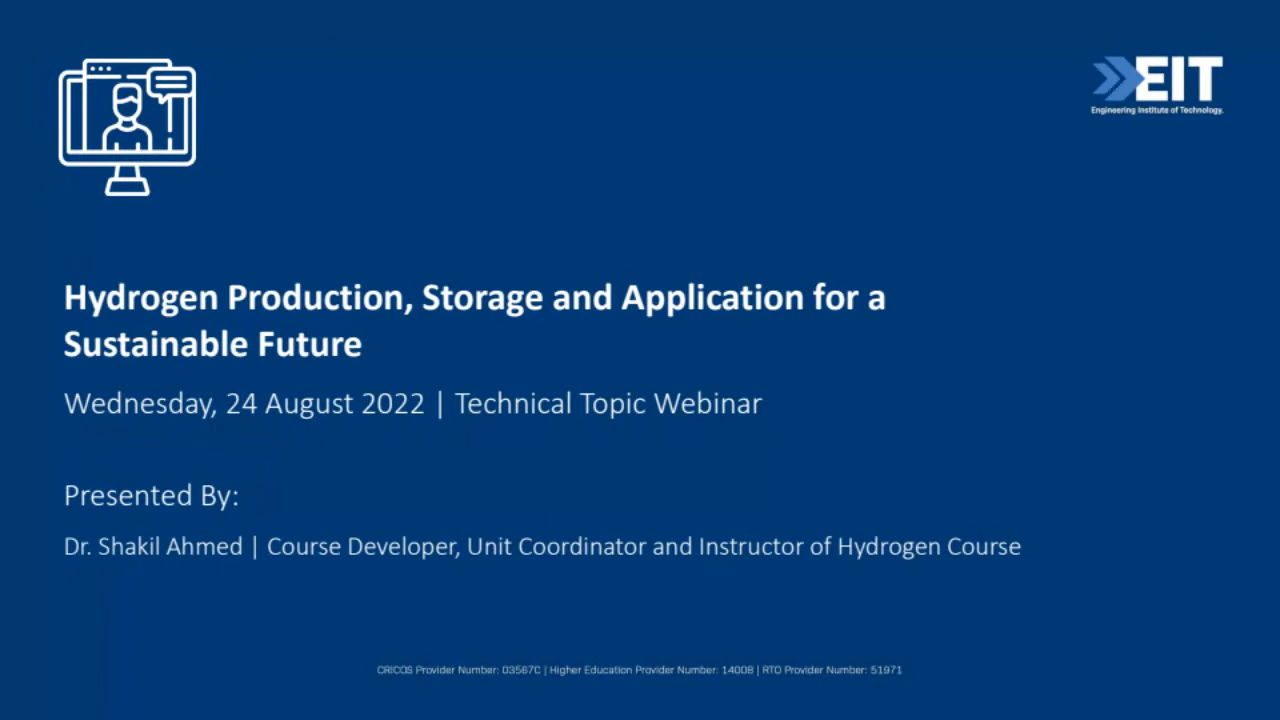 EIT
Engineering Institute of Technology.
Hydrogen Production, Storage and Application for a
Sustainable Future
Wednesday, 24 August 2022 | Technical Topic Webinar
Presented By:
Dr. Shakil Ahmed | Course Developer, Unit Coordinator and Instructor of Hydrogen Course
CRICOS Provider Number: 03567C | Higher Education Provider Number: 14008 | RTO Provider Number: 51971